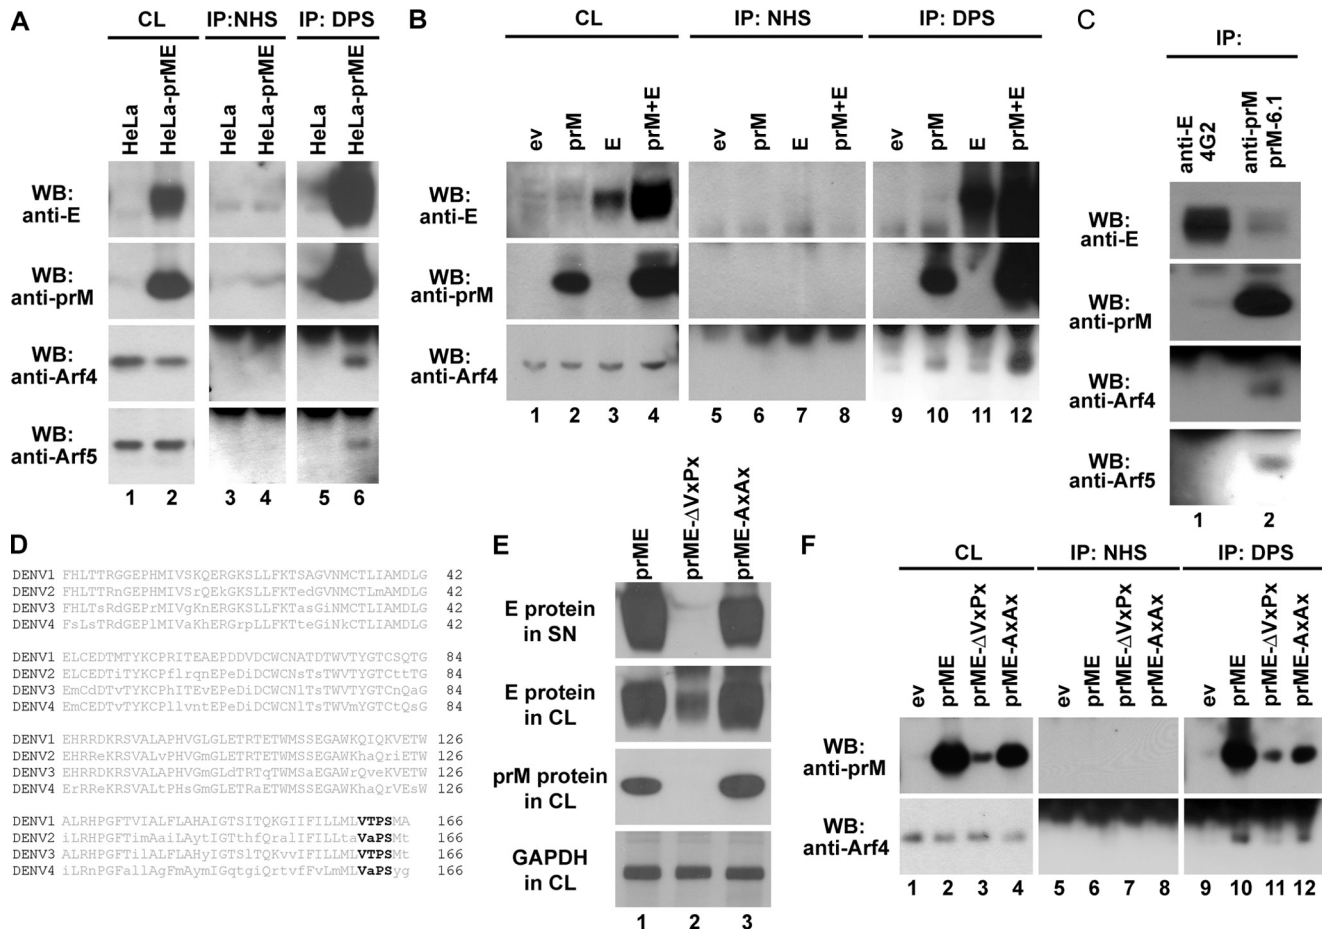 A
CL
IP:NHS
IP: DPS
HeLa
HeLa-prME
HeLa
HeLa-prME
HeLa
HeLa-prME
WB:
anti-E
WB:
anti-prM
WB:
anti-Arf4
WB:
anti-Arf5
1 2 3 4 5 6
B
CL
IP: NHS
IP: DPS
ev
prM
E
prM+E
ev
prM
E
prM+E
ev
prM
E
prM+E
WB:
anti-E
WB:
anti-prM
WB:
anti-Arf4
1 2 3 4 5 6 7 8 9 10 11 12
C
IP:
anti-E
4G2
anti-prM
prM-6.1
WB:
anti-E
WB:
anti-prM
WB:
anti-Arf4
WB:
anti-Arf5
1 2
D
DENV1 FHLTTRGGEPHMIVSKQERGKSLLFKTSAGVNMCTLIAMDLG 42
DENV2 FHLTTRnGEPHMIVSrQEkGKSLLFKTedGVNMCTLmAMDLG 42
DENV3 FHLTsRdGEPrMIVgKnERGKSLLFKTasGiNMCTLIAMDLG 42
DENV4 FsLsTRdGEPlMIVaKhERGrpLLFKTteGiNkCTLIAMDLG 42
DENV1 ELCEDTMTYKCPRITEAEPDDVDCWCNATDTWVTYGTCSQTG 84
DENV2 ELCEDTiTYKCPflrqnEPeDiDCWCNsTsTWVTYGTCttTG 84
DENV3 EmCdDTvTYKCPhITEvEPeDiDCWCNlTsTWVTYGTCnQaG 84
DENV4 EmCEDTvTYKCPllvntEPeDiDCWCNlTsTWVmYGTCtQsG 84
DENV1 EHRRDKRSVALAPHVGLGLETRTETWMSSEGAWKQIQKVETW 126
DENV2 EHRReKRSVALvPHVGmGLETRTETWMSSEGAWKhaQriETW 126
DENV3 EHRRDKRSVALAPHVGmGLdTRTqTWMSaEGAWrQveKVETW 126
DENV4 ErRReKRSVALtPHsGmGLETRaETWMSSEGAWKhaQrVEsW 126
DENV1 ALRHPGFTVIALFLAHAIGTSITQKGIIFILLMLVTPSMA 166
DENV2 iLRHPGFTimAaiLAytIGTthfQralIFILLtaVaPSMt 166
DENV3 ALRHPGFTilALFLAHyIGTSlTQKvvIFILLMLVTPSMt 166
DENV4 iLRnPGFallAgFmAymIGqtgiQrtvfFvLmMLVaPSyg 166
E
prME
prME-ΔVxPx
prME-AxAx
E protein
in SN
E protein
in CL
prM protein
in CL
GAPDH
in CL
1 2 3
F
CL
IP: NHS
IP: DPS
ev
prME
prME-ΔVxPx
prME-AxAx
ev
prME
prME-ΔVxPx
prME-AxAx
ev
prME
prME-ΔVxPx
prME-AxAx
WB:
anti-prM
WB:
anti-Arf4
1 2 3 4 5 6 7 8 9 10 11 12